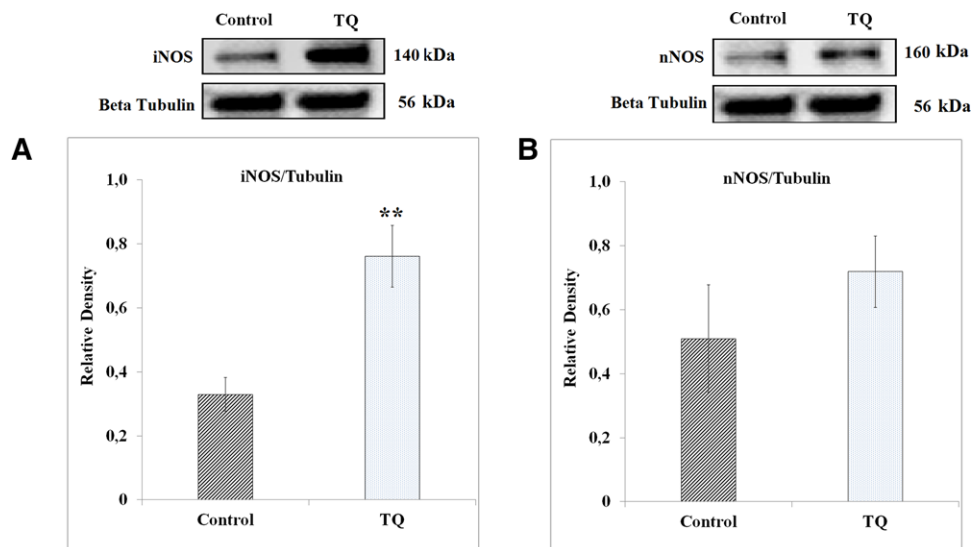 Control TQ
iNOS 140 kDa
Beta Tubulin 56 kDa
A
iNOS/Tubulin
1,0
0,8
0,6
0,4
0,2
0
Relative Density
**
Control TQ
Control TQ
nNOS 160 kDa
Beta Tubulin 56 kDa
B
nNOS/Tubulin
1,0
0,8
0,6
0,4
0,2
0
Relative Density
Control TQ